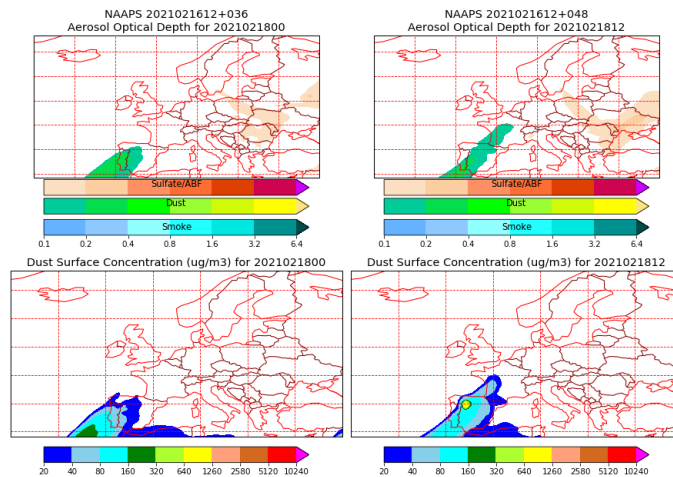 NAAPS 2021021612+036
Aerosol Optical Depth for 2021021800
NAAPS 2021021612+048
Aerosol Optical Depth for 2021021812
Sulfate/ABF
Dust
Smoke
0.1 0.2 0.4 0.8 1.6 3.2 6.4
Sulfate/ABF
Dust
Smoke
0.1 0.2 0.4 0.8 1.6 3.2 6.4
Dust Surface Concentration (ug/m3) for 2021021800
Dust Surface Concentration (ug/m3) for 2021021812
20 40 80 160 320 640 1260 2580 5120 10240
20 40 80 160 320 640 1260 2580 5120 10240